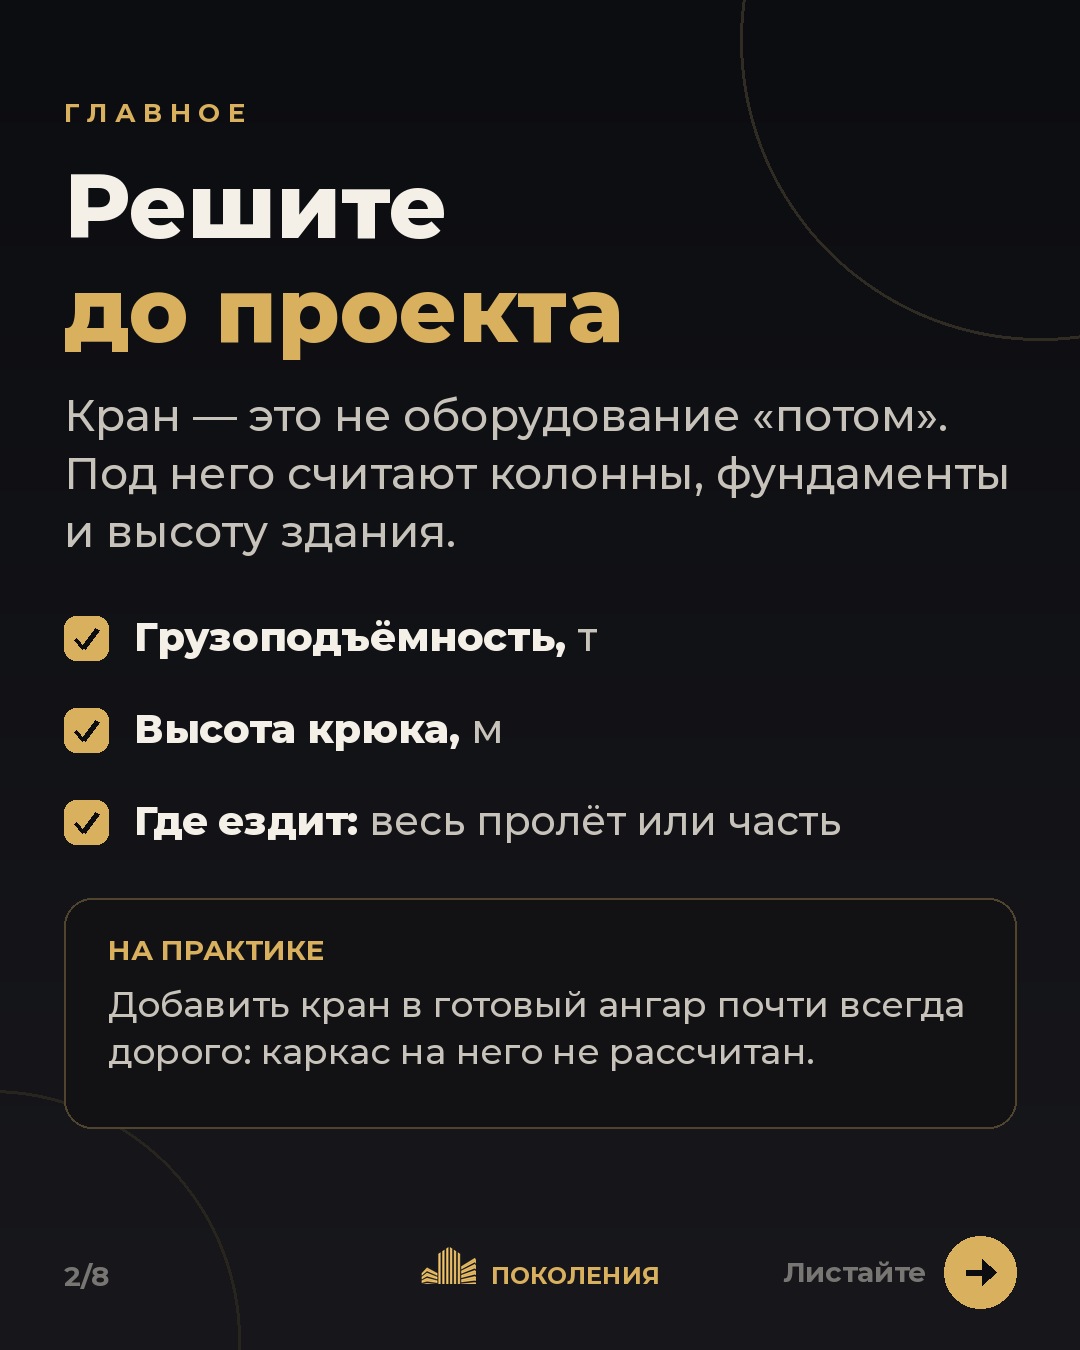 ГЛАВНОЕ
Решите
до проекта
Кран — это не оборудование «потом».
Под него считают колонны, фундаменты
и высоту здания.
Грузоподъёмность, т
Высота крюка, м
Где ездит: весь пролёт или часть
НА ПРАКТИКЕ
Добавить кран в готовый ангар почти всегда
дорого: каркас на него не рассчитан.
2/8
ПОКОЛЕНИЯ
Листайте